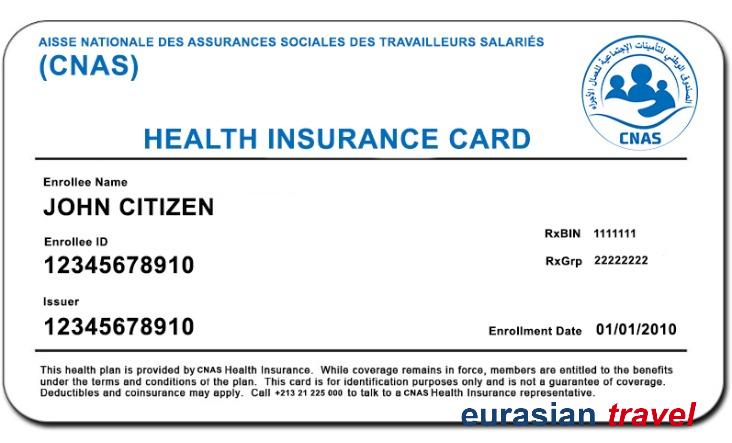 AISSE NATIONALE DES ASSURANCES SOCIALES DES TRAVAILLEURS SALARIÉS
(CNAS)
الصندوق الوطني للتأمينات الإجتماعية للعمال الأجراء
CNAS
HEALTH INSURANCE CARD
Enrollee Name
JOHN CITIZEN
Enrollee ID
12345678910
RxBIN 1111111
RxGrp 22222222
Issuer
12345678910
Enrollment Date 01/01/2010
This health plan is provided by CNAS Health Insurance. While coverage remains in force, members are entitled to the benefits
under the terms and conditions of the plan. This card is for identification purposes only and is not a guarantee of coverage.
Deductibles and coinsurance may apply. Call +213 21 225 000 to talk to a CNAS Health Insurance representative.
eurasian travel